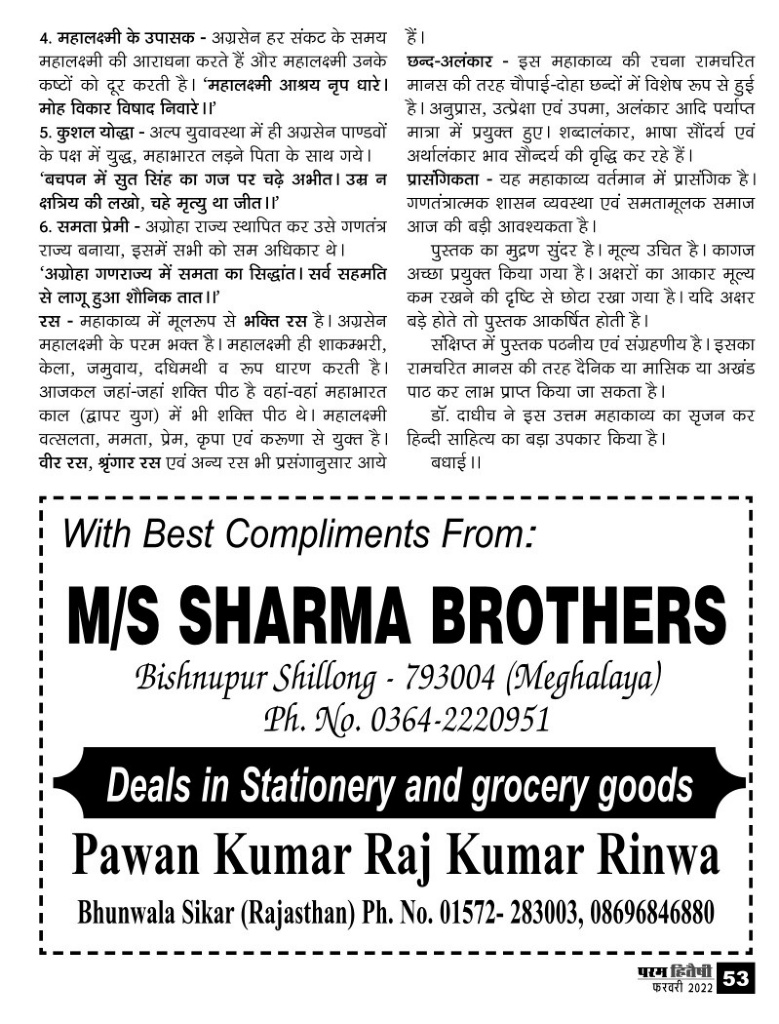 4. महालक्ष्मी के उपासक - अग्रसेन हर संकट के समय
महालक्ष्मी की आराधना करते हैं और महालक्ष्मी उनके
कष्टों को दूर करती है। 'महालक्ष्मी आश्रय नृप धारे।
मोह विकार विषाद निवारे।।'
5. कुशल योद्धा - अल्प युवावस्था में ही अग्रसेन पाण्डवों
के पक्ष में युद्ध, महाभारत लड़ने पिता के साथ गये।
'बचपन में सुत सिंह का गज पर चढ़े अभीत। उम्र न
क्षत्रिय की लखो, चहे मृत्यु था जीत।।'
6. समता प्रेमी - अग्रोहा राज्य स्थापित कर उसे गणतंत्र
राज्य बनाया, इसमें सभी को सम अधिकार थे।
'अग्रोहा गणराज्य में समता का सिद्धांत। सर्व सहमति
से लागू हुआ शौनिक तात।।'
रस - महाकाव्य में मूलरूप से भक्ति रस है। अग्रसेन
महालक्ष्मी के परम भक्त है। महालक्ष्मी ही शाकम्भरी,
केला, जमुवाय, दधिमथी व रूप धारण करती है।
आजकल जहां-जहां शक्ति पीठ है वहां-वहां महाभारत
काल (द्वापर युग) में भी शक्ति पीठ थे। महालक्ष्मी
वत्सलता, ममता, प्रेम, कृपा एवं करूणा से युक्त है।
वीर रस, श्रृंगार रस एवं अन्य रस भी प्रसंगानुसार आये
हैं।
छन्द-अलंकार - इस महाकाव्य की रचना रामचरित
मानस की तरह चौपाई-दोहा छन्दों में विशेष रूप से हुई
है। अनुप्रास, उत्प्रेक्षा एवं उपमा, अलंकार आदि पर्याप्त
मात्रा में प्रयुक्त हुए। शब्दालंकार, भाषा सौंदर्य एवं
अर्थालंकार भाव सौन्दर्य की वृद्धि कर रहे हैं।
प्रासंगिकता - यह महाकाव्य वर्तमान में प्रासंगिक है।
गणतंत्रात्मक शासन व्यवस्था एवं समतामूलक समाज
आज की बड़ी आवश्यकता है।
पुस्तक का मुद्रण सुंदर है। मूल्य उचित है। कागज
अच्छा प्रयुक्त किया गया है। अक्षरों का आकार मूल्य
कम रखने की दृष्टि से छोटा रखा गया है। यदि अक्षर
बड़े होते तो पुस्तक आकर्षित होती है।
संक्षिप्त में पुस्तक पठनीय एवं संग्रहणीय है। इसका
रामचरित मानस की तरह दैनिक या मासिक या अखंड
पाठ कर लाभ प्राप्त किया जा सकता है।
डॉ. दाधीच ने इस उत्तम महाकाव्य का सृजन कर
हिन्दी साहित्य का बड़ा उपकार किया है।
बधाई।।
With Best Compliments From:
M/S SHARMA BROTHERS
Bishnupur Shillong - 793004 (Meghalaya)
Ph. No. 0364-2220951
Deals in Stationery and grocery goods
Pawan Kumar Raj Kumar Rinwa
Bhunwala Sikar (Rajasthan) Ph. No. 01572- 283003, 08696846880
परम हितैषी
फरवरी 2022
53